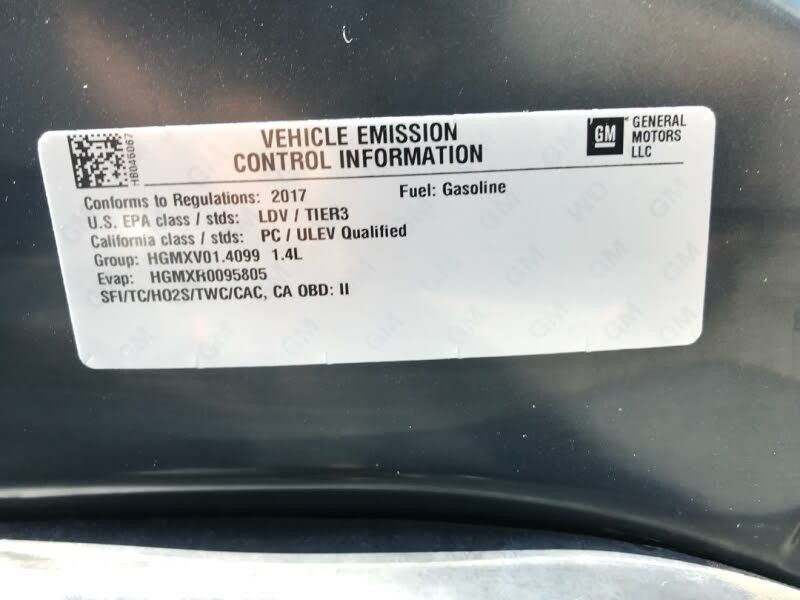 VEHICLE EMISSION
CONTROL INFORMATION
GM
GENERAL
MOTORS
LLC
HB046067
Conforms to Regulations: 2017 Fuel: Gasoline
U.S. EPA class / stds: LDV / TIER3
California class / stds: PC / ULEV Qualified
Group: HGMXV01.4099 1.4L
Evap: HGMXR0095805
SFI/TC/HO2S/TWC/CAC, CA OBD: II